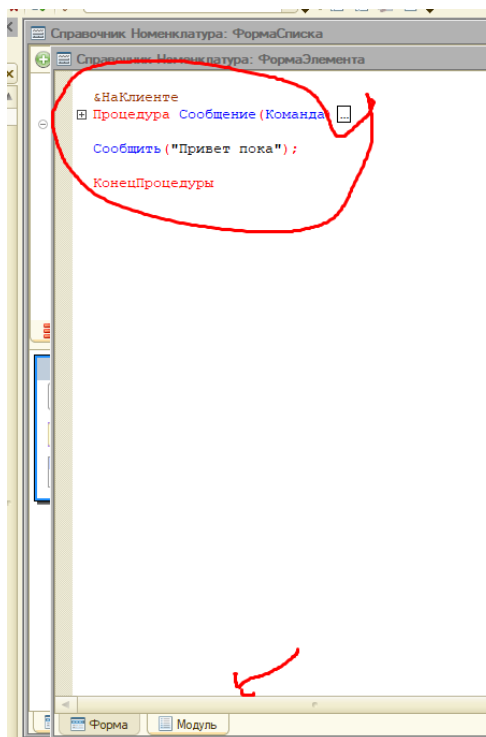 Справочник Номенклатура: ФормаСписка
Справочник Номенклатура: ФормаЭлемента
&НаКлиенте
Процедура Сообщение(Команда) ...
Сообщить("Привет пока");
КонецПроцедуры
Форма Модуль